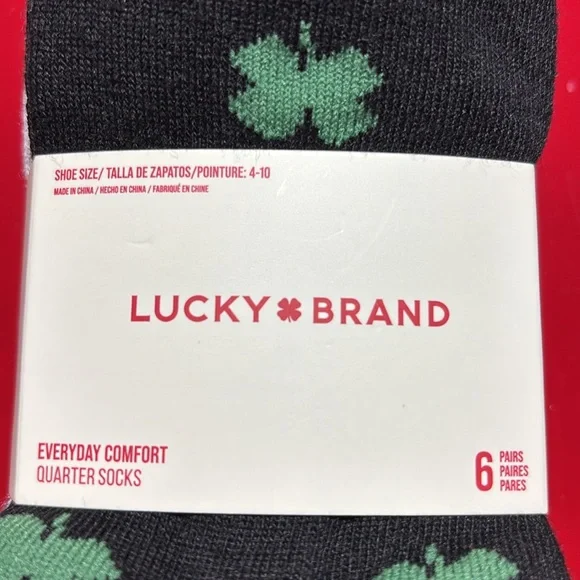 SHOE SIZE/ TALLA DE ZAPATOS/POINTURE: 4-10
MADE IN CHINA / HECHO EN CHINA / FABRIQUÉ EN CHINE
LUCKY BRAND
EVERYDAY COMFORT
QUARTER SOCKS
6 PAIRS
PAIRES
PARES